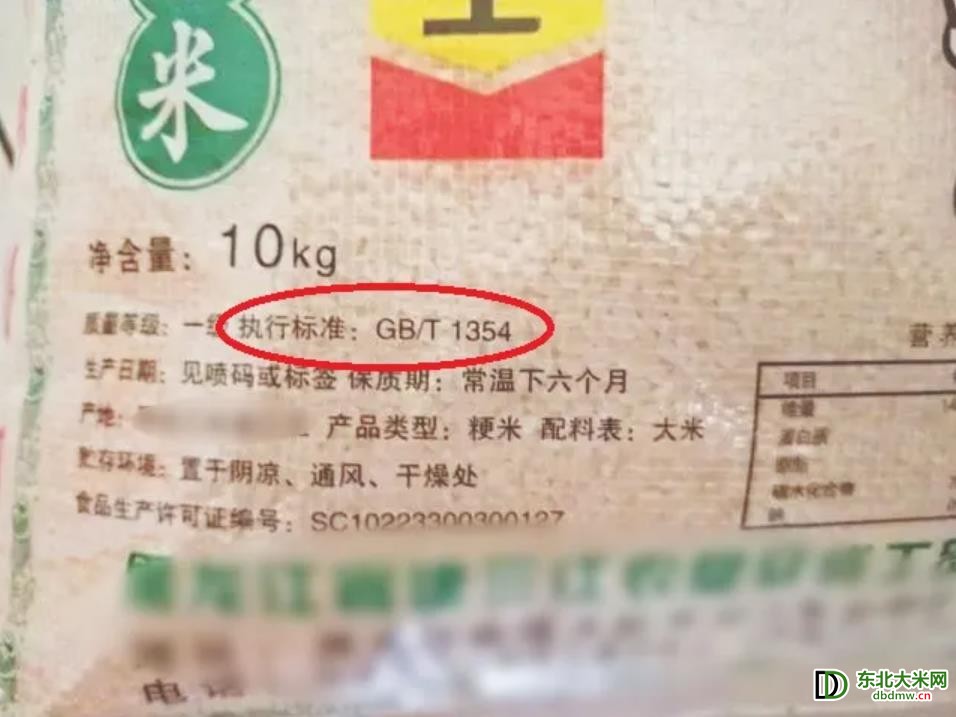 米
净含量：10kg
质量等级：一级 执行标准：GB/T 1354
营养
生产日期：见喷码或标签 保质期：常温下六个月
项目
产地： 产品类型：粳米 配料表：大米
能量
蛋白质
脂肪
贮存环境：置于阴凉、通风、干燥处
碳水化合物
钠
食品生产许可证编号：SC10223300300127
电
东北大米网
dbdmw.cn